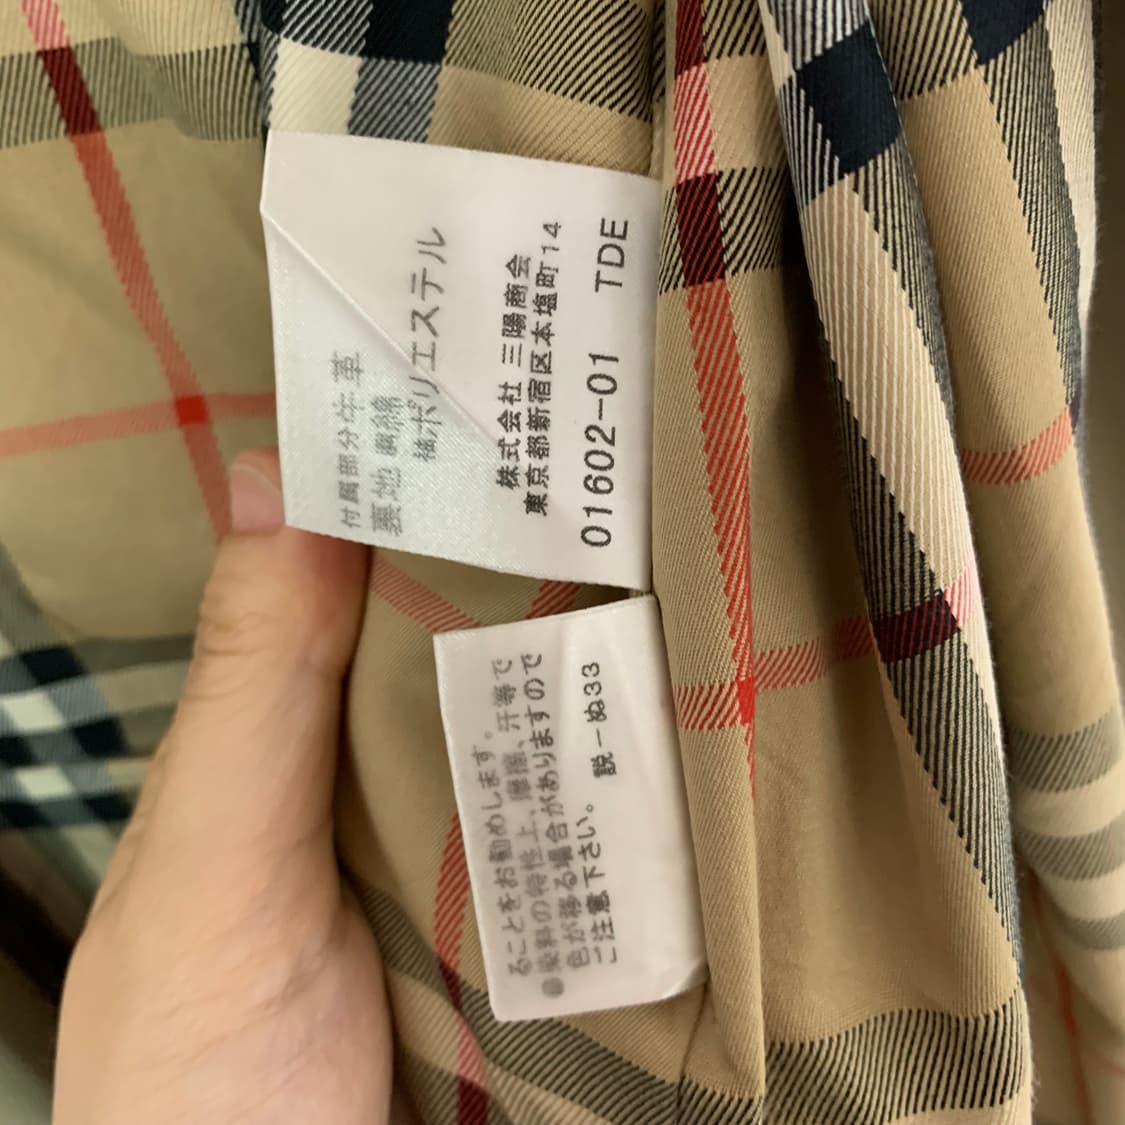 付属部分牛革
裏地 綿
袖ポリエステル
株式会社 三陽商会
東京都新宿区本塩町14
01602-01 TDE
ることをお勧めします。
●染料の特性上、摩擦、汗等で
色が移る場合がありますので
ご注意下さい。 説-ぬ33